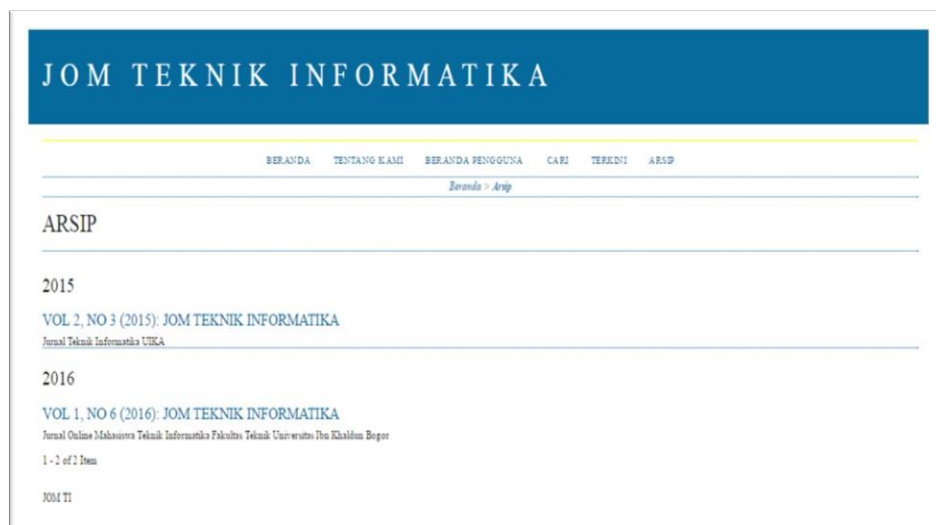 JOM TEKNIK INFORMATIKA
BERANDA TENTANG KAMI BERANDA PENGGUNA CARI TERKINI ARSIP
Beranda > Arsip
ARSIP
2015
VOL 2, NO 3 (2015): JOM TEKNIK INFORMATIKA
Jurnal Teknik Informatika UIKA
2016
VOL 1, NO 6 (2016): JOM TEKNIK INFORMATIKA
Jurnal Online Mahasiswa Teknik Informatika Fakultas Teknik Universitas Ibn Khaldun Bogor
1 - 2 of 2 Item
JOM TI